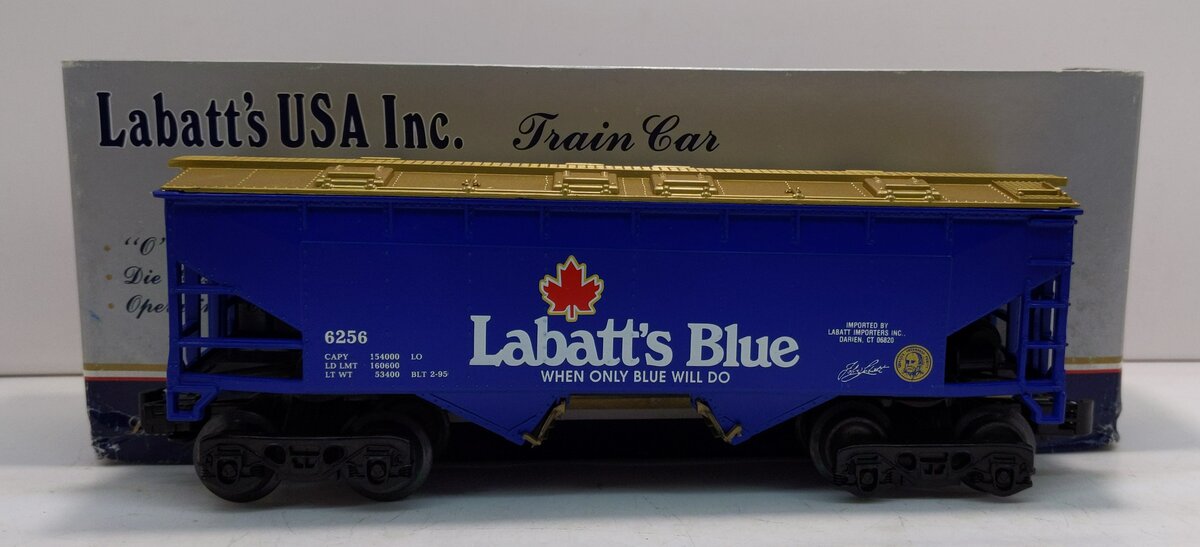 Labatt's USA Inc. Train Car
"O"
Die
6256
CAPY 154000 LO
LD LMT 160600
LT WT 53400 BLT 2-95
Labatt's Blue
WHEN ONLY BLUE WILL DO
IMPORTED BY
LABATT IMPORTERS INC.,
DARIEN, CT 06820